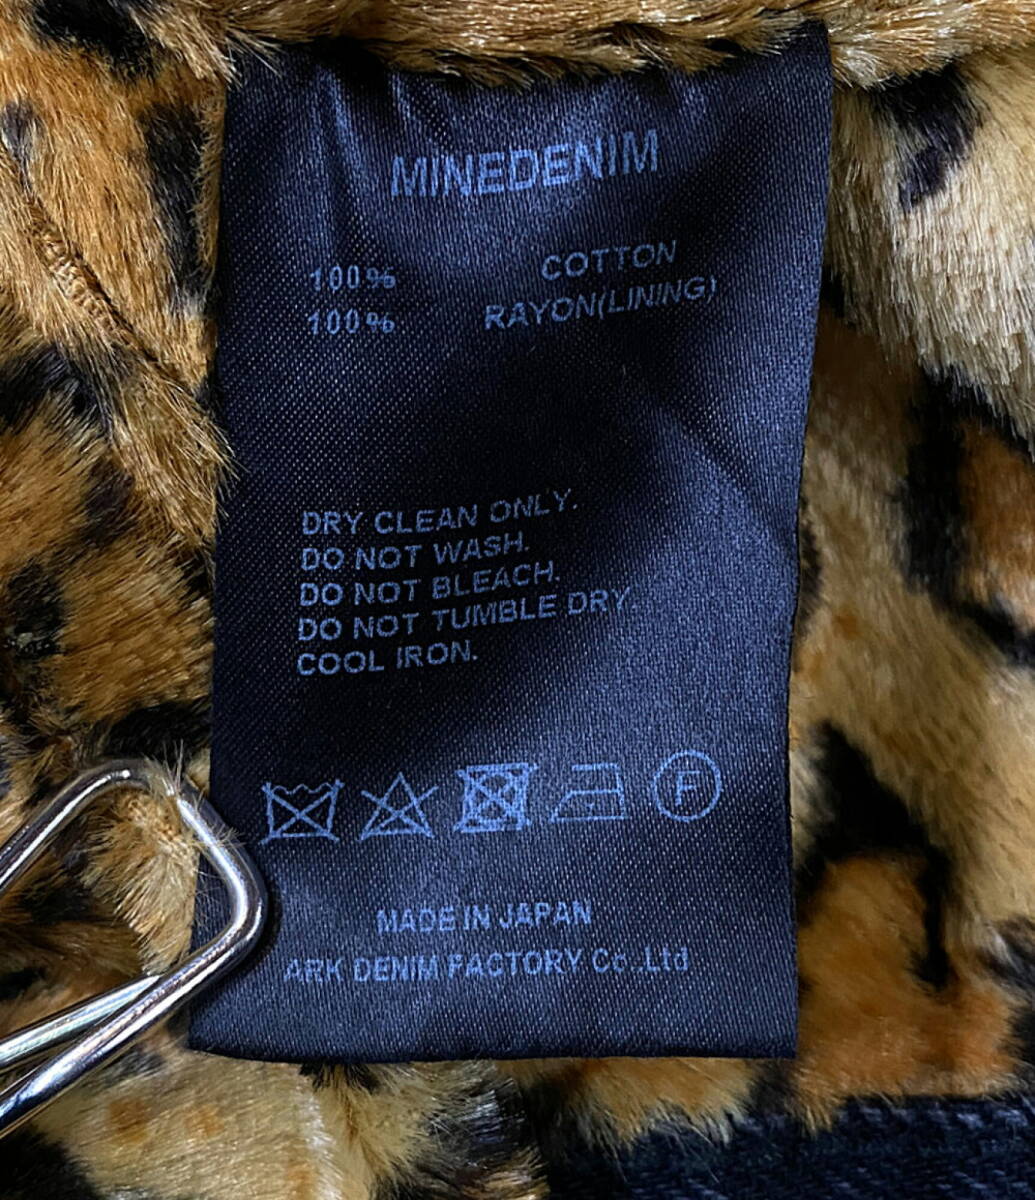 MINEDENIM
100% COTTON
100% RAYON(LINING)
DRY CLEAN ONLY.
DO NOT WASH.
DO NOT BLEACH.
DO NOT TUMBLE DRY.
COOL IRON.
F
MADE IN JAPAN
ARK DENIM FACTORY Co.,Ltd